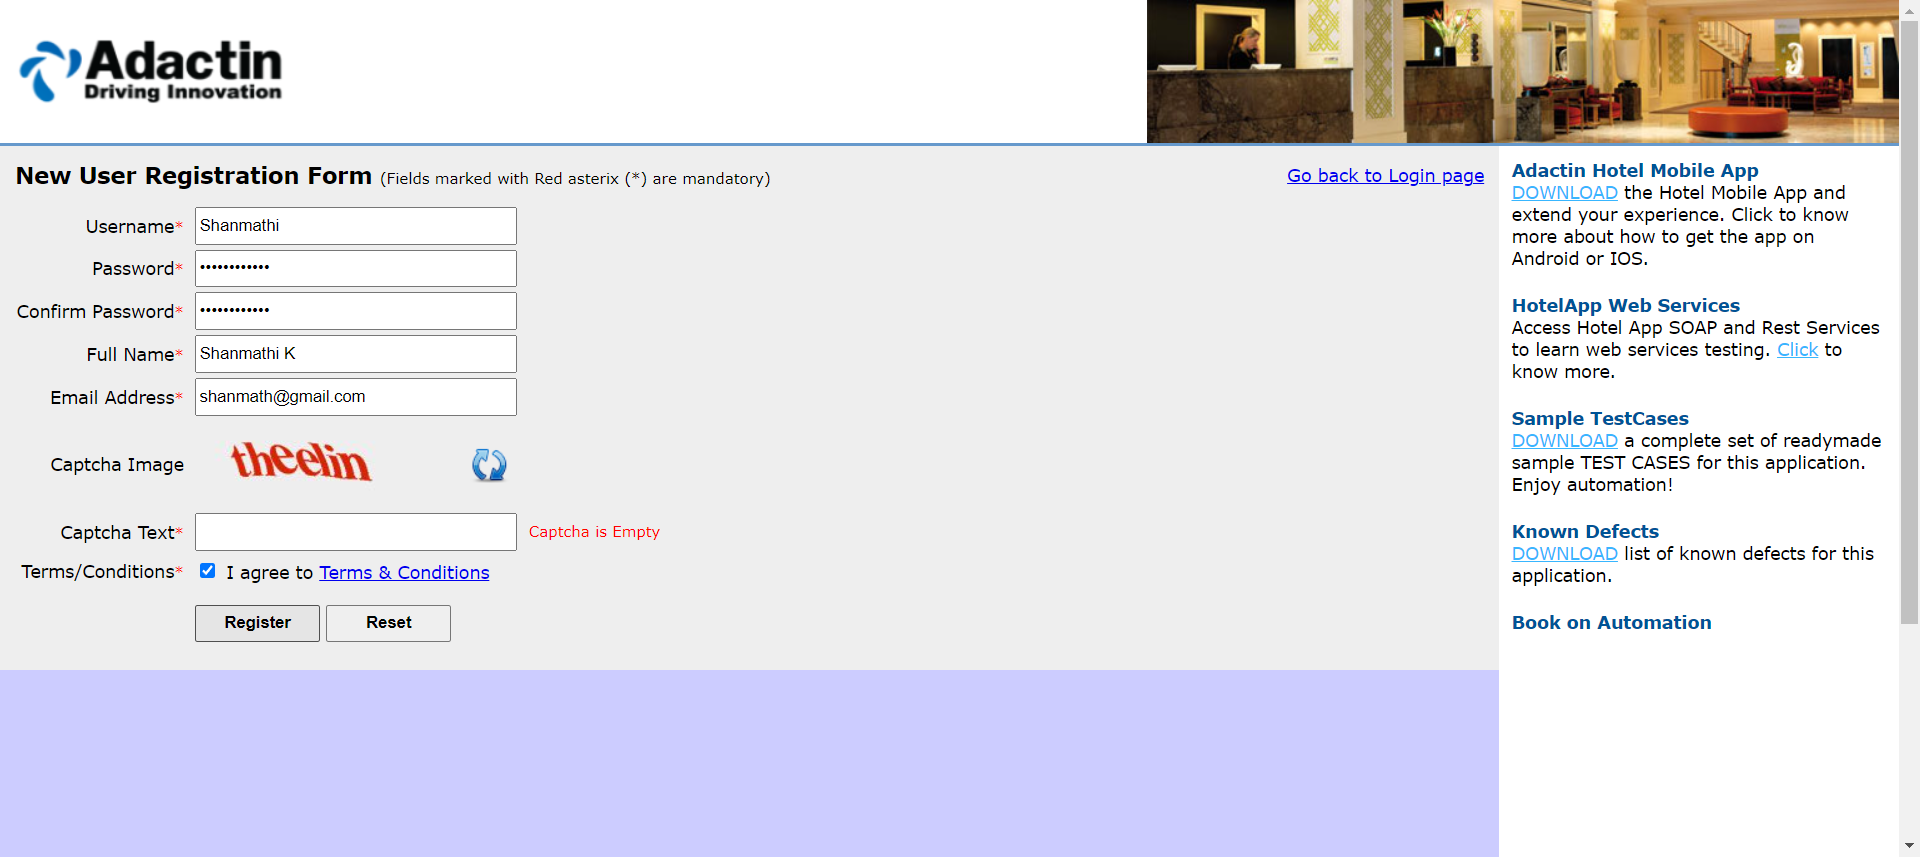 Adactin
Driving Innovation
New User Registration Form (Fields marked with Red asterix (*) are mandatory)
Go back to Login page
Username* Shanmathi
Password* ••••••••••••
Confirm Password* ••••••••••••
Full Name* Shanmathi K
Email Address* shanmath@gmail.com
Captcha Image theelin
Captcha Text* Captcha is Empty
Terms/Conditions* I agree to Terms & Conditions
Register Reset
Adactin Hotel Mobile App
DOWNLOAD the Hotel Mobile App and
extend your experience. Click to know
more about how to get the app on
Android or IOS.
HotelApp Web Services
Access Hotel App SOAP and Rest Services
to learn web services testing. Click to
know more.
Sample TestCases
DOWNLOAD a complete set of readymade
sample TEST CASES for this application.
Enjoy automation!
Known Defects
DOWNLOAD list of known defects for this
application.
Book on Automation